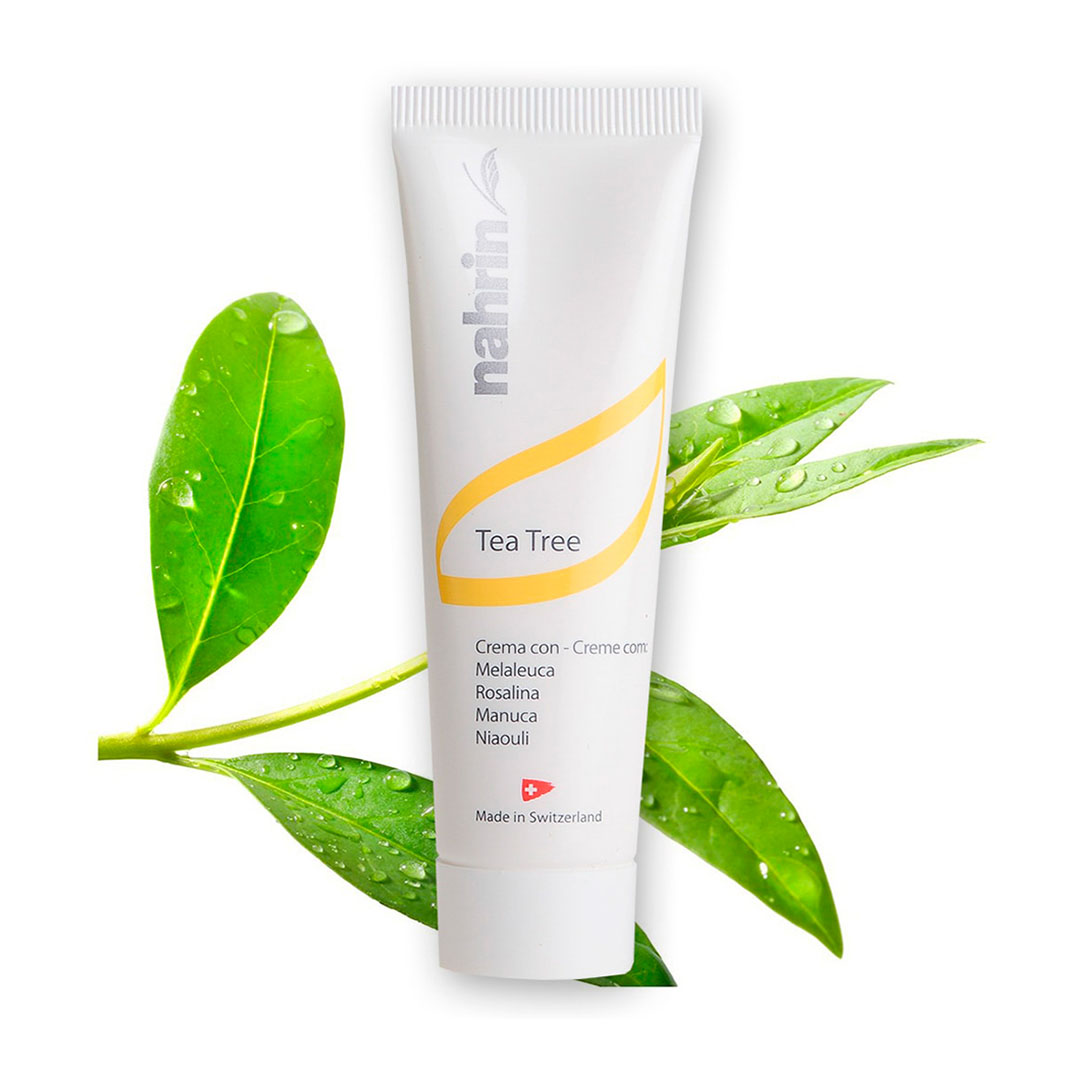 nahrin
Tea Tree
Crema con - Creme com:
Melaleuca
Rosalina
Manuca
Niaouli
Made in Switzerland